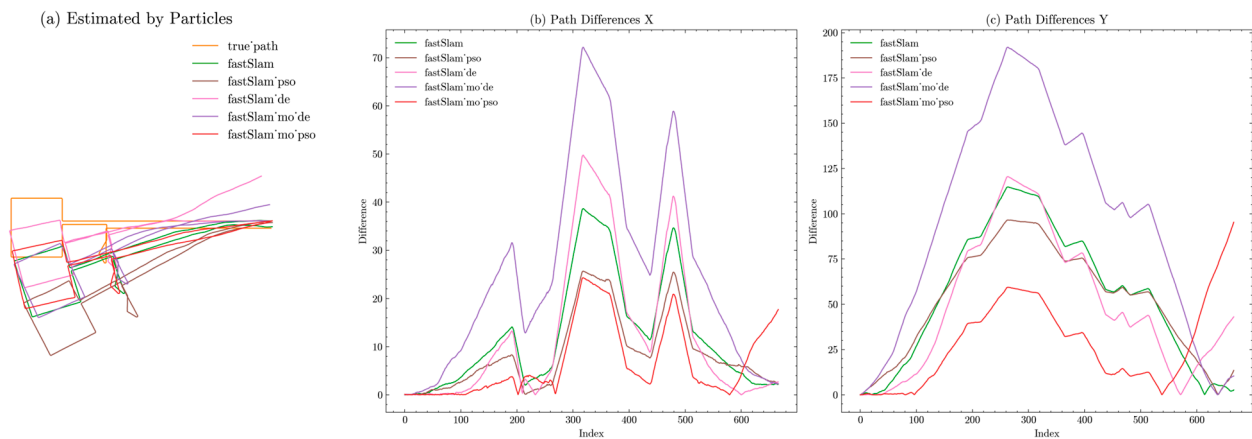 (a) Estimated by Particles
true˙path
fastSlam
fastSlam˙pso
fastSlam˙de
fastSlam˙mo˙de
fastSlam˙mo˙pso
(b) Path Differences X
fastSlam
fastSlam˙pso
fastSlam˙de
fastSlam˙mo˙de
fastSlam˙mo˙pso
Difference
70
60
50
40
30
20
10
0
0 100 200 300 400 500 600
Index
(c) Path Differences Y
fastSlam
fastSlam˙pso
fastSlam˙de
fastSlam˙mo˙de
fastSlam˙mo˙pso
Difference
200
175
150
125
100
75
50
25
0
0 100 200 300 400 500 600
Index